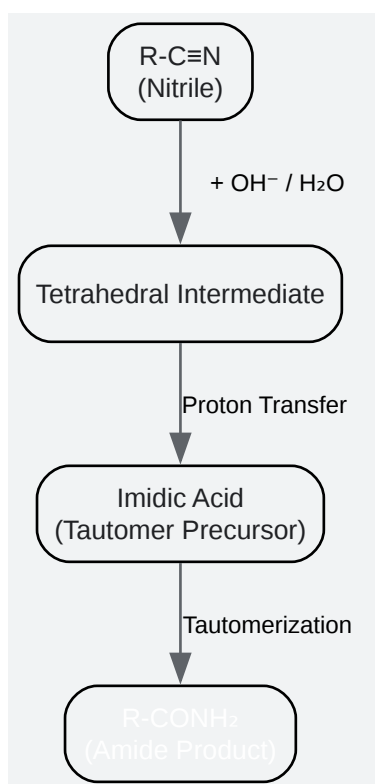 R-C≡N
(Nitrile)
+ OH⁻ / H₂O
Tetrahedral Intermediate
Proton Transfer
Imidic Acid
(Tautomer Precursor)
Tautomerization
R-CONH₂
(Amide Product)